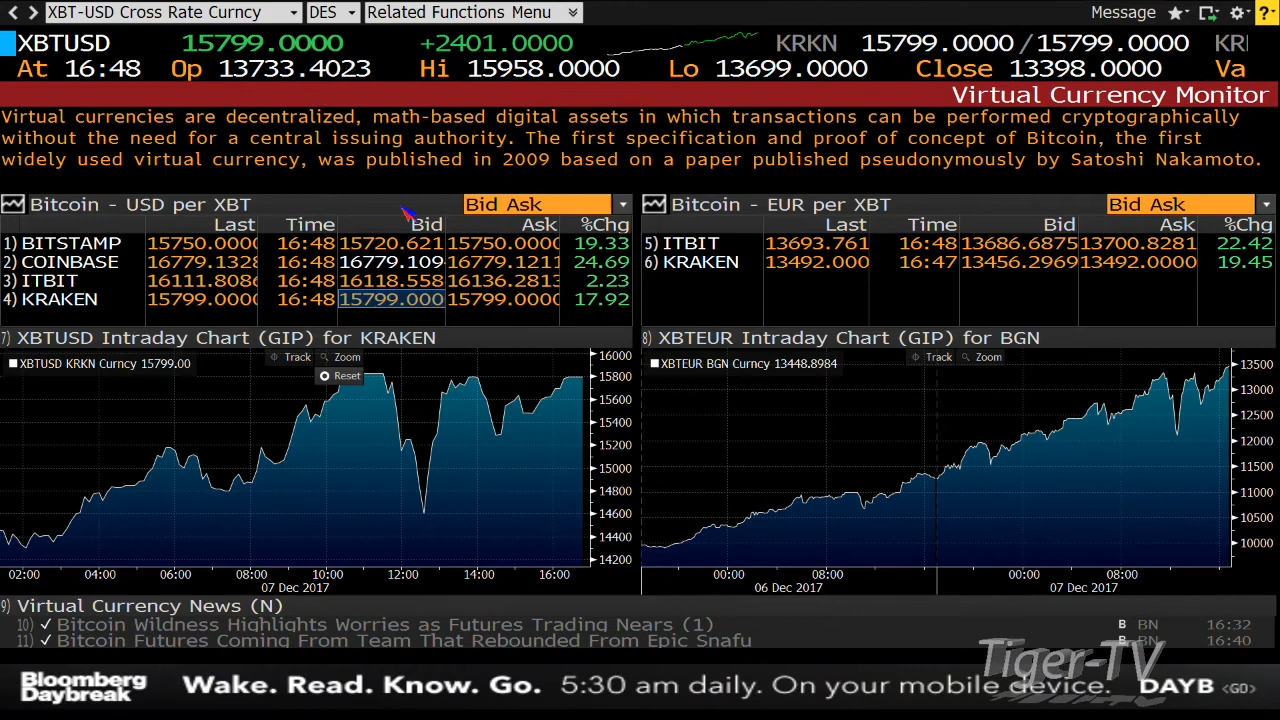 XBT-USD Cross Rate Curncy DES Related Functions Menu Message ?
XBTUSD 15799.0000 +2401.0000 KRKN 15799.0000/15799.0000 KR
At 16:48 Op 13733.4023 Hi 15958.0000 Lo 13699.0000 Close 13398.0000 Va
Virtual Currency Monitor
Virtual currencies are decentralized, math-based digital assets in which transactions can be performed cryptographically
without the need for a central issuing authority. The first specification and proof of concept of Bitcoin, the first
widely used virtual currency, was published in 2009 based on a paper published pseudonymously by Satoshi Nakamoto.
Bitcoin - USD per XBT Bid Ask
Last Time Bid Ask %Chg
1) BITSTAMP 15750.0000 16:48 15720.621 15750.0000 19.33
2) COINBASE 16779.1328 16:48 16779.109 16779.1211 24.69
3) ITBIT 16111.8086 16:48 16118.558 16136.2813 2.23
4) KRAKEN 15799.0000 16:48 15799.000 15799.0000 17.92
Bitcoin - EUR per XBT Bid Ask
Last Time Bid Ask %Chg
5) ITBIT 13693.761 16:48 13686.6875 13700.8281 22.42
6) KRAKEN 13492.000 16:47 13456.2969 13492.0000 19.45
7) XBTUSD Intraday Chart (GIP) for KRAKEN
XBTUSD KRKN Curncy 15799.00
Track Zoom
Reset
16000
15800
15600
15400
15200
15000
14800
14600
14400
14200
02:00 04:00 06:00 08:00 10:00 12:00 14:00 16:00
07 Dec 2017
8) XBTEUR Intraday Chart (GIP) for BGN
XBTEUR BGN Curncy 13448.8984
Track Zoom
13500
13000
12500
12000
11500
11000
10500
10000
00:00 08:00 00:00 08:00
06 Dec 2017 07 Dec 2017
9) Virtual Currency News (N)
10) ✓ Bitcoin Wildness Highlights Worries as Futures Trading Nears (1) B BN 16:32
11) ✓ Bitcoin Futures Coming From Team That Rebounded From Epic Snafu B BN 16:40
Tiger-TV
Bloomberg
Daybreak
Wake. Read. Know. Go. 5:30 am daily. On your mobile device. DAYB <GO>